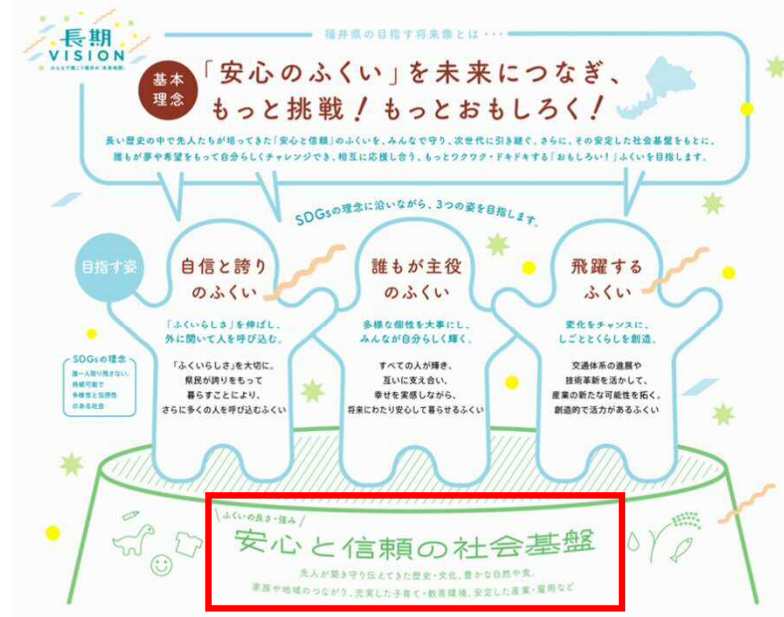 長期
VISION
みんなで描こう福井の「未来地図」
福井県の目指す将来像とは・・・
基本
理念
「安心のふくい」を未来につなぎ、
もっと挑戦!もっとおもしろく!
長い歴史の中で先人たちが培ってきた「安心と信頼」のふくいを、みんなで守り、次世代に引き継ぐ。さらに、その安定した社会基盤をもとに、
誰もが夢や希望をもって自分らしくチャレンジでき、相互に応援し合う、もっとワクワク・ドキドキする「おもしろい!」ふくいを目指します。
SDGsの理念に沿いながら、3つの姿を目指します。
目指す姿
自信と誇り
のふくい
「ふくいらしさ」を伸ばし、
外に開いて人を呼び込む。
「ふくいらしさ」を大切に。
県民が誇りをもって
暮らすことにより、
さらに多くの人を呼び込むふくい
誰もが主役
のふくい
多様な個性を大事にし、
みんなが自分らしく輝く。
すべての人が輝き、
互いに支え合い、
幸せを実感しながら、
将来にわたり安心して暮らせるふくい
飛躍する
ふくい
変化をチャンスに、
しごととくらしを創造。
交通体系の進展や
技術革新を活かして、
産業の新たな可能性を拓く。
創造的で活力があるふくい
SDGsの理念
誰一人取り残さない、
持続可能で
多様性と包摂性
のある社会
ふくいの良さ・強み
安心と信頼の社会基盤
先人が築き守り伝えてきた歴史・文化、豊かな自然や食、
家族や地域のつながり、充実した子育て・教育環境、安定した産業・雇用など